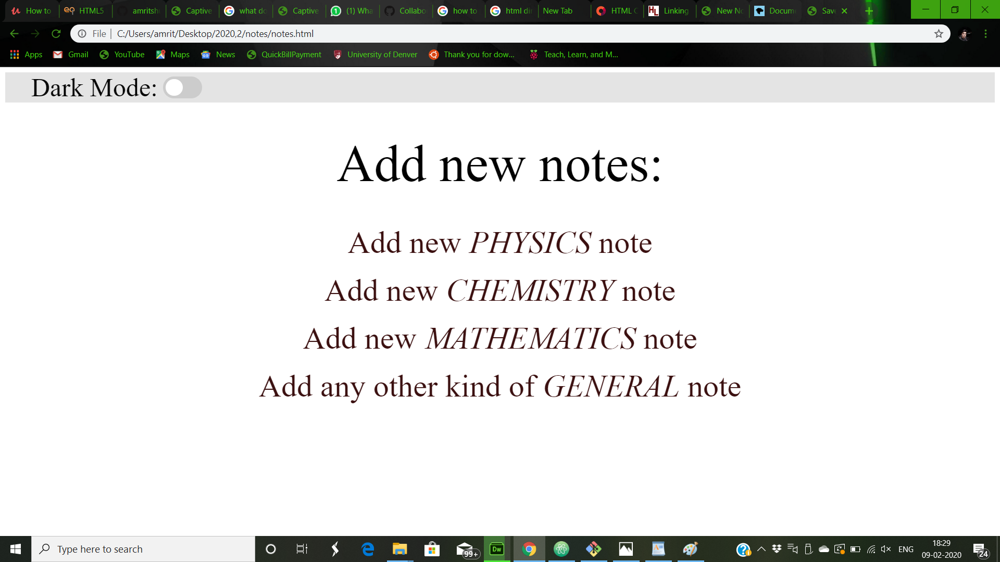 How to
HTML5
amritsh
Captive
what do
Captive
(1) Wha
Collabo
how to
html di
New Tab
HTML C
Linking
New No
Docum
Save
File | C:/Users/amrit/Desktop/2020,2/notes/notes.html
Apps Gmail YouTube Maps News QuickBillPayment University of Denver Thank you for dow... Teach, Learn, and M...
Dark Mode:
Add new notes:
Add new PHYSICS note
Add new CHEMISTRY note
Add new MATHEMATICS note
Add any other kind of GENERAL note
Type here to search
99+
Dw
ENG
18:29
09-02-2020
24